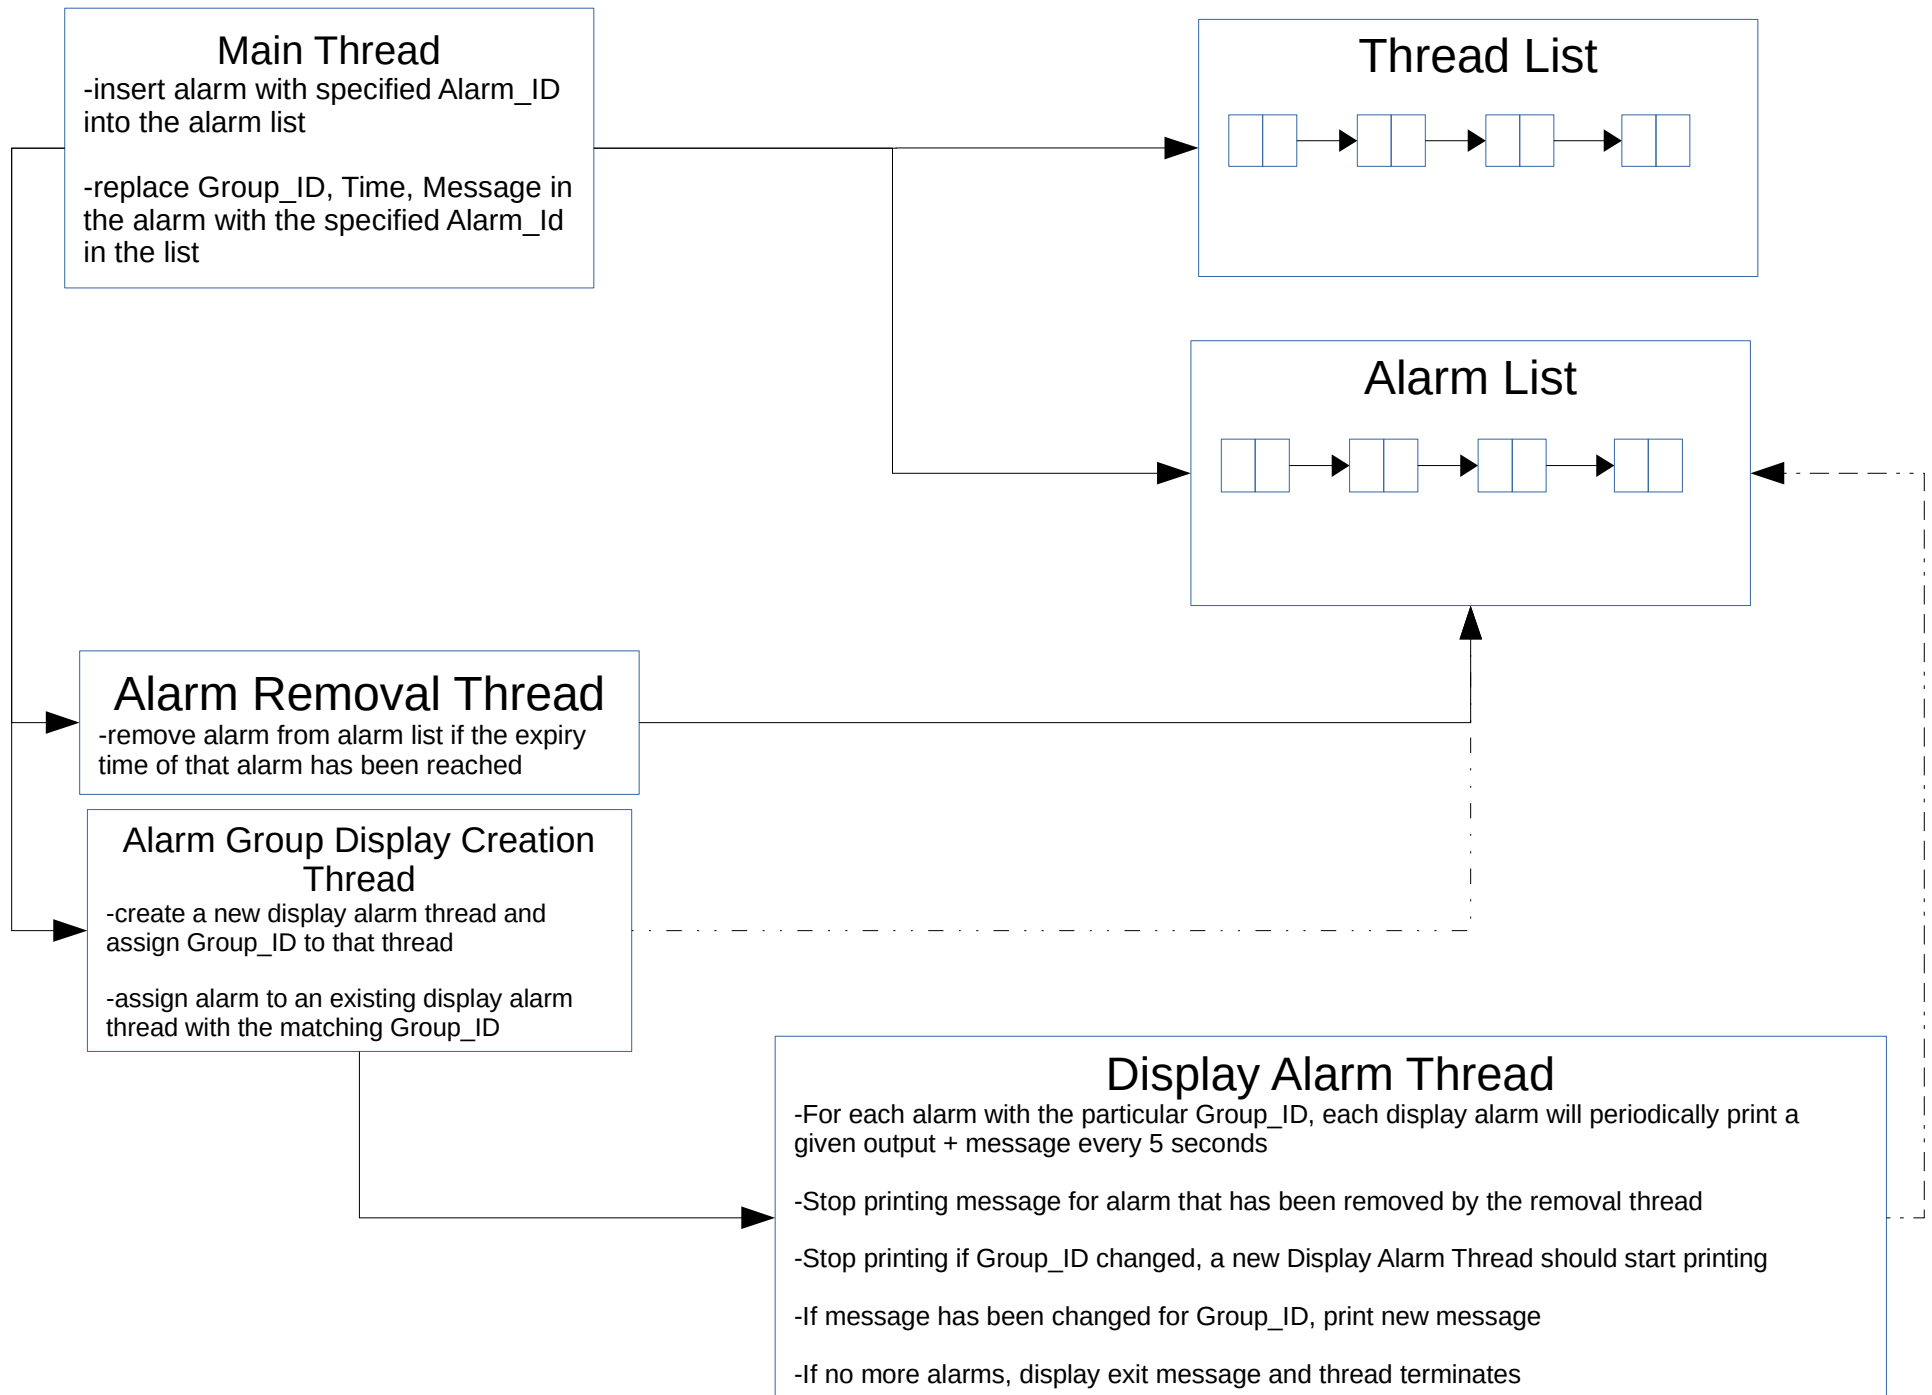 Main Thread
-insert alarm with specified Alarm_ID
into the alarm list
-replace Group_ID, Time, Message in
the alarm with the specified Alarm_Id
in the list
Thread List
Alarm List
Alarm Removal Thread
-remove alarm from alarm list if the expiry
time of that alarm has been reached
Alarm Group Display Creation
Thread
-create a new display alarm thread and
assign Group_ID to that thread
-assign alarm to an existing display alarm
thread with the matching Group_ID
Display Alarm Thread
-For each alarm with the particular Group_ID, each display alarm will periodically print a
given output + message every 5 seconds
-Stop printing message for alarm that has been removed by the removal thread
-Stop printing if Group_ID changed, a new Display Alarm Thread should start printing
-If message has been changed for Group_ID, print new message
-If no more alarms, display exit message and thread terminates